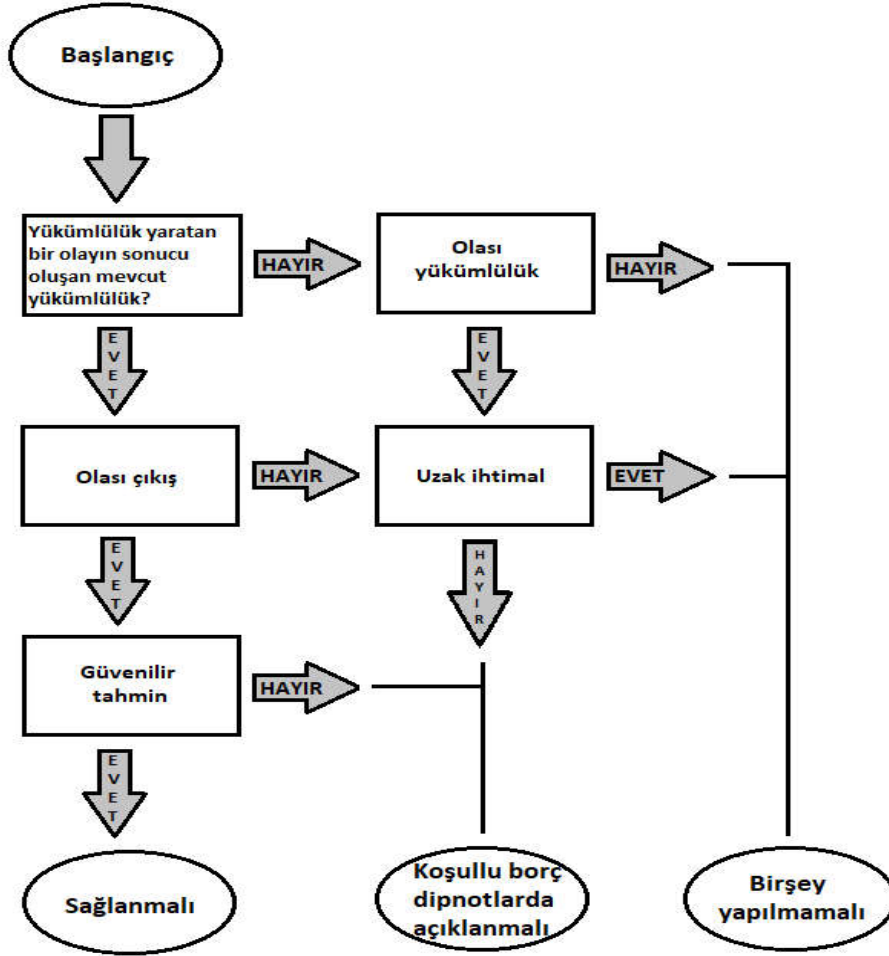 Başlangıç
Yükümlülük yaratan
bir olayın sonucu
oluşan mevcut
yükümlülük?
HAYIR
Olası
yükümlülük
HAYIR
EVET
EVET
Olası çıkış
HAYIR
Uzak ihtimal
EVET
EVET
HAYIR
Güvenilir
tahmin
HAYIR
EVET
Sağlanmalı
Koşullu borç
dipnotlarda
açıklanmalı
Birşey
yapılmamalı